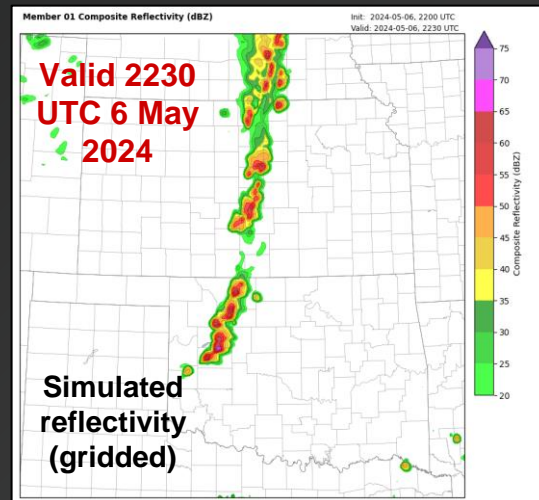 Member 01 Composite Reflectivity (dBZ)
Init: 2024-05-06, 2200 UTC
Valid: 2024-05-06, 2230 UTC
Valid 2230
UTC 6 May
2024
Simulated
reflectivity
(gridded)
75
70
65
60
55
50
45
40
35
30
25
20
Composite Reflectivity (dBZ)